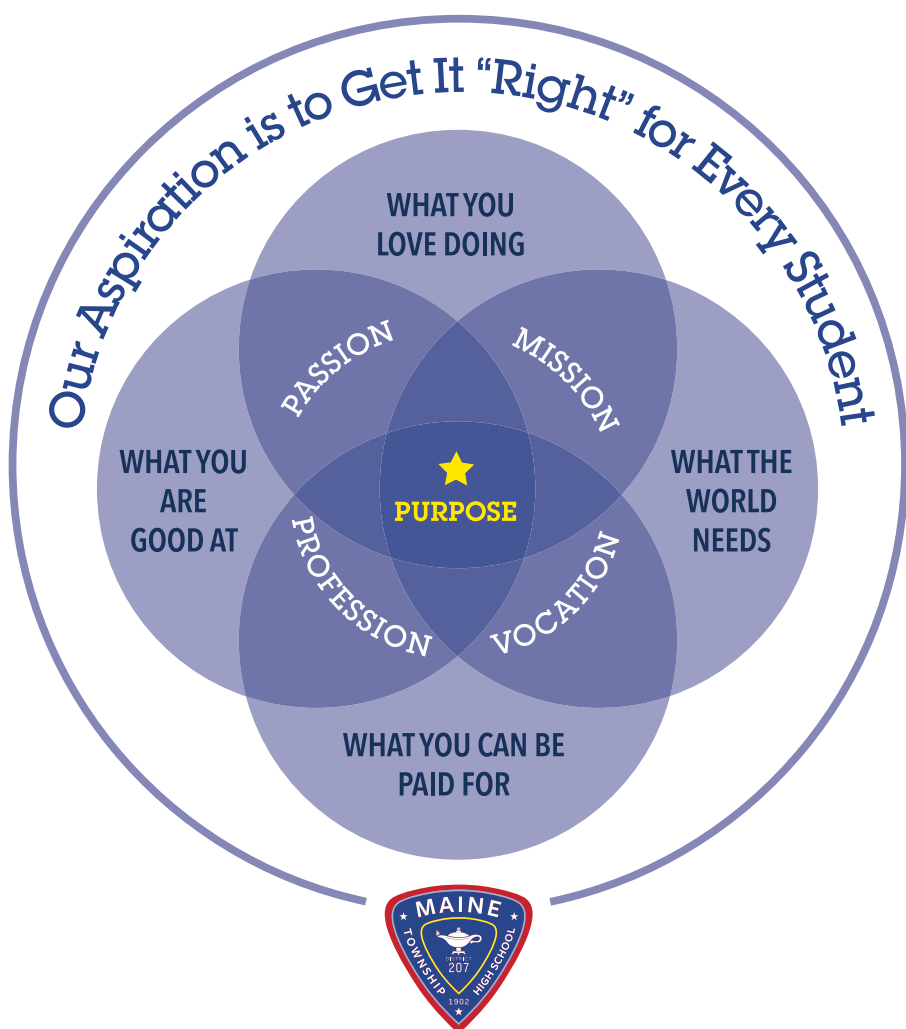 Our Aspiration is to Get It “Right” for Every Student
WHAT YOU
LOVE DOING
PASSION
MISSION
WHAT YOU
ARE
GOOD AT
PURPOSE
WHAT THE
WORLD
NEEDS
PROFESSION
VOCATION
WHAT YOU CAN BE
PAID FOR
MAINE
TOWNSHIP
HIGH SCHOOL
DISTRICT
207
1902